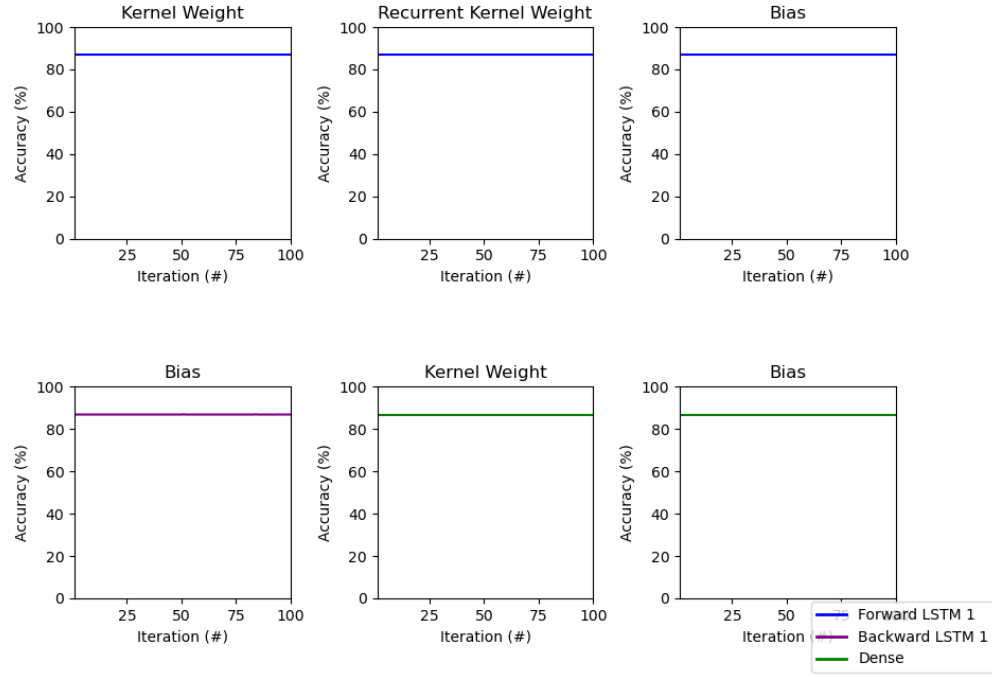 Kernel Weight
Recurrent Kernel Weight
Bias
100
80
60
40
20
0
Accuracy (%)
25 50 75 100
Iteration (#)
100
80
60
40
20
0
Accuracy (%)
25 50 75 100
Iteration (#)
100
80
60
40
20
0
Accuracy (%)
25 50 75 100
Iteration (#)
Bias
Kernel Weight
Bias
100
80
60
40
20
0
Accuracy (%)
25 50 75 100
Iteration (#)
100
80
60
40
20
0
Accuracy (%)
25 50 75 100
Iteration (#)
100
80
60
40
20
0
Accuracy (%)
25 50 75
Iteration (#)
Forward LSTM 1
Backward LSTM 1
Dense